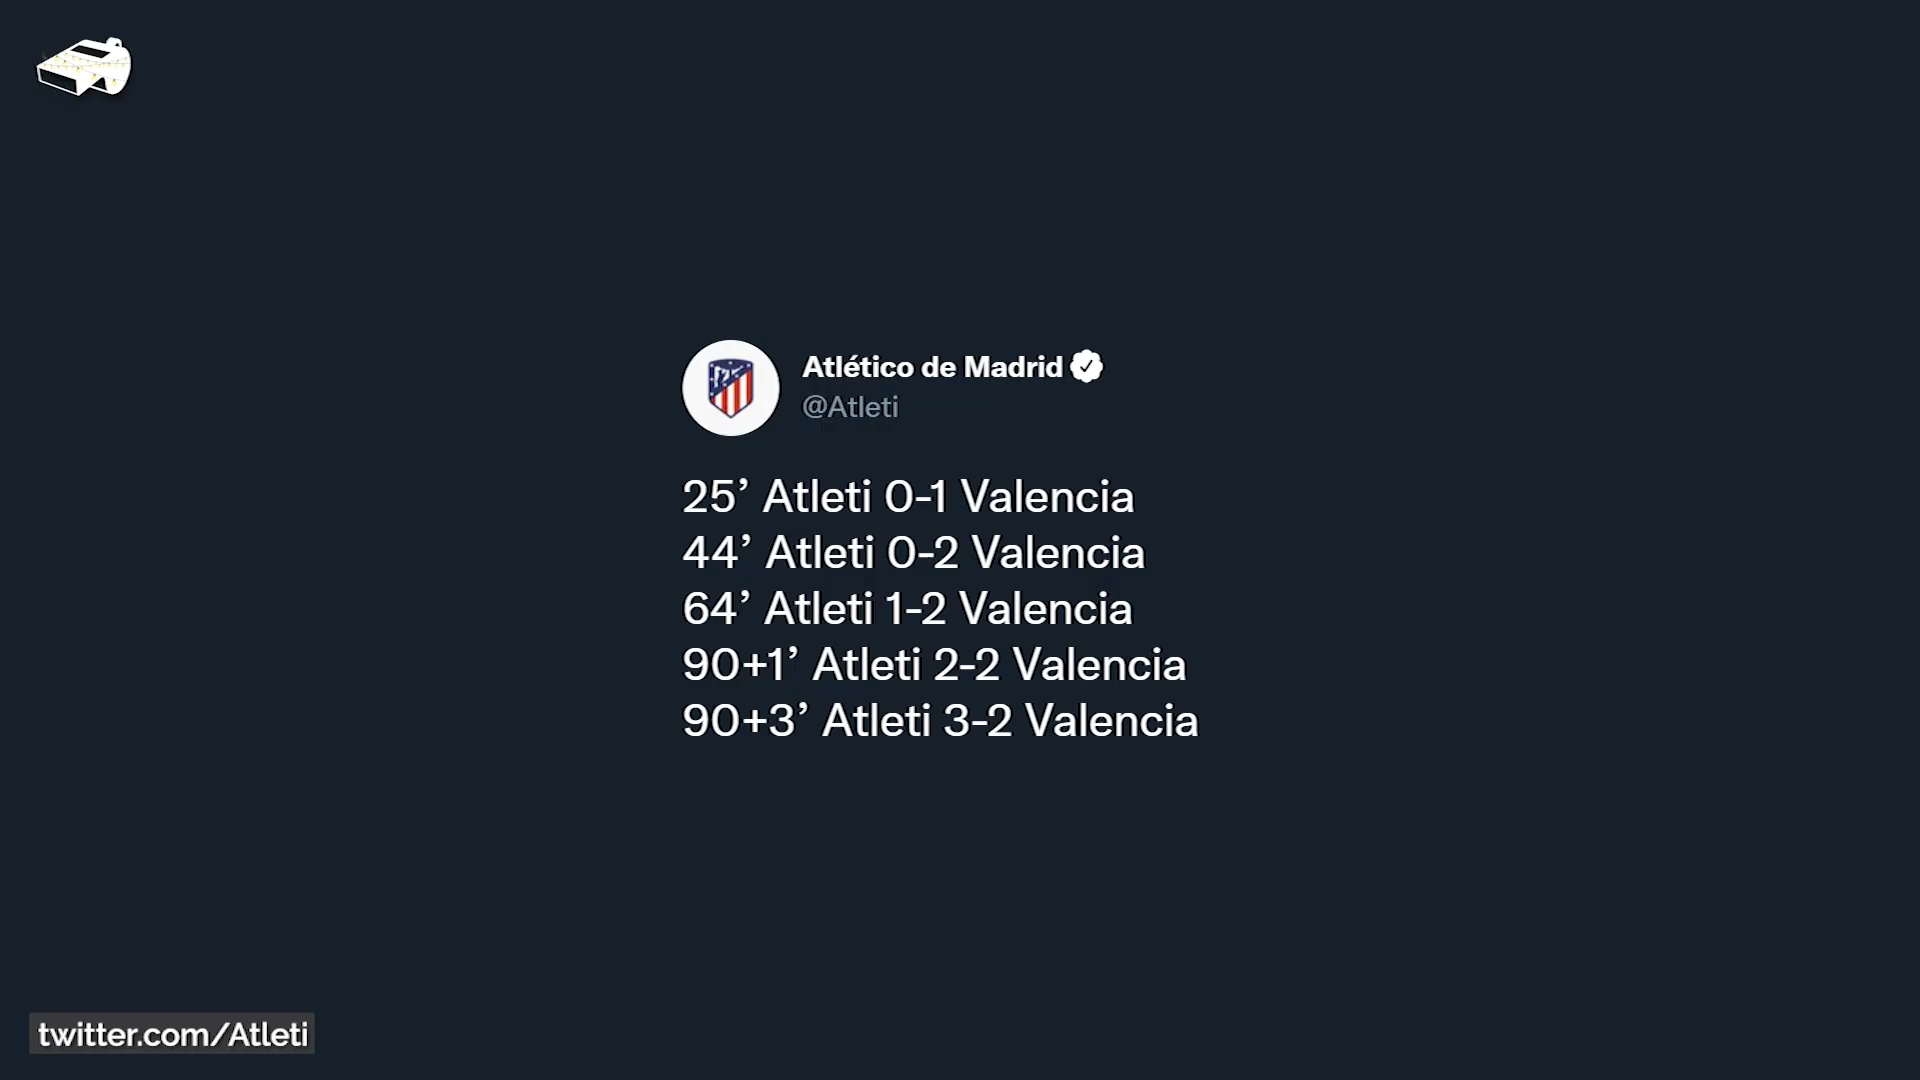 Atlético de Madrid
@Atleti
25’ Atleti 0-1 Valencia
44’ Atleti 0-2 Valencia
64’ Atleti 1-2 Valencia
90+1’ Atleti 2-2 Valencia
90+3’ Atleti 3-2 Valencia
twitter.com/Atleti